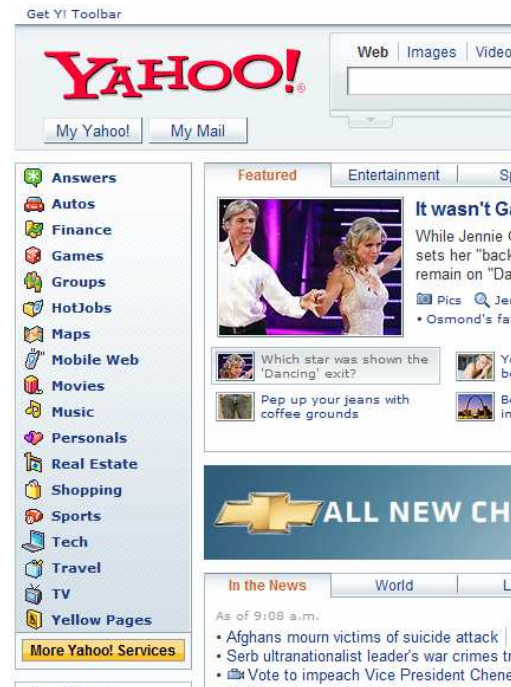 Get Y! Toolbar
YAHOO!
Web Images Video
My Yahoo! My Mail
Answers
Autos
Finance
Games
Groups
HotJobs
Maps
Mobile Web
Movies
Music
Personals
Real Estate
Shopping
Sports
Tech
Travel
TV
Yellow Pages
More Yahoo! Services
Featured Entertainment
It wasn't
While Jennie
sets her "back
remain on
Pics
• Osmond's
Which star was shown the
'Dancing' exit?
Pep up your jeans with
coffee grounds
ALL NEW
In the News World
As of 9:08 a.m.
• Afghans mourn victims of suicide attack
• Serb ultranationalist leader's war crimes
• Vote to impeach Vice President